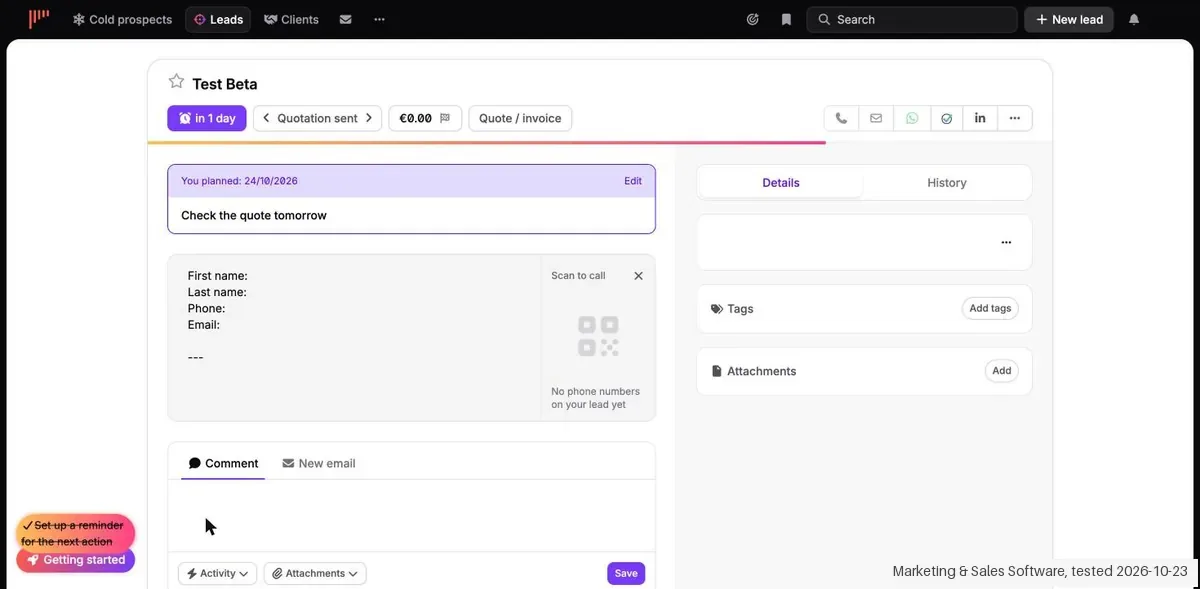 Cold prospects
Leads
Clients
Search
New lead
Test Beta
in 1 day
Quotation sent
€0.00
Quote / invoice
in
You planned: 24/10/2026
Edit
Check the quote tomorrow
First name:
Last name:
Phone:
Email:
---
Scan to call
No phone numbers
on your lead yet
Comment
New email
Activity
Attachments
Save
Details
History
Tags
Add tags
Attachments
Add
Set up a reminder
for the next action
Getting started
Marketing & Sales Software, tested 2026-10-23